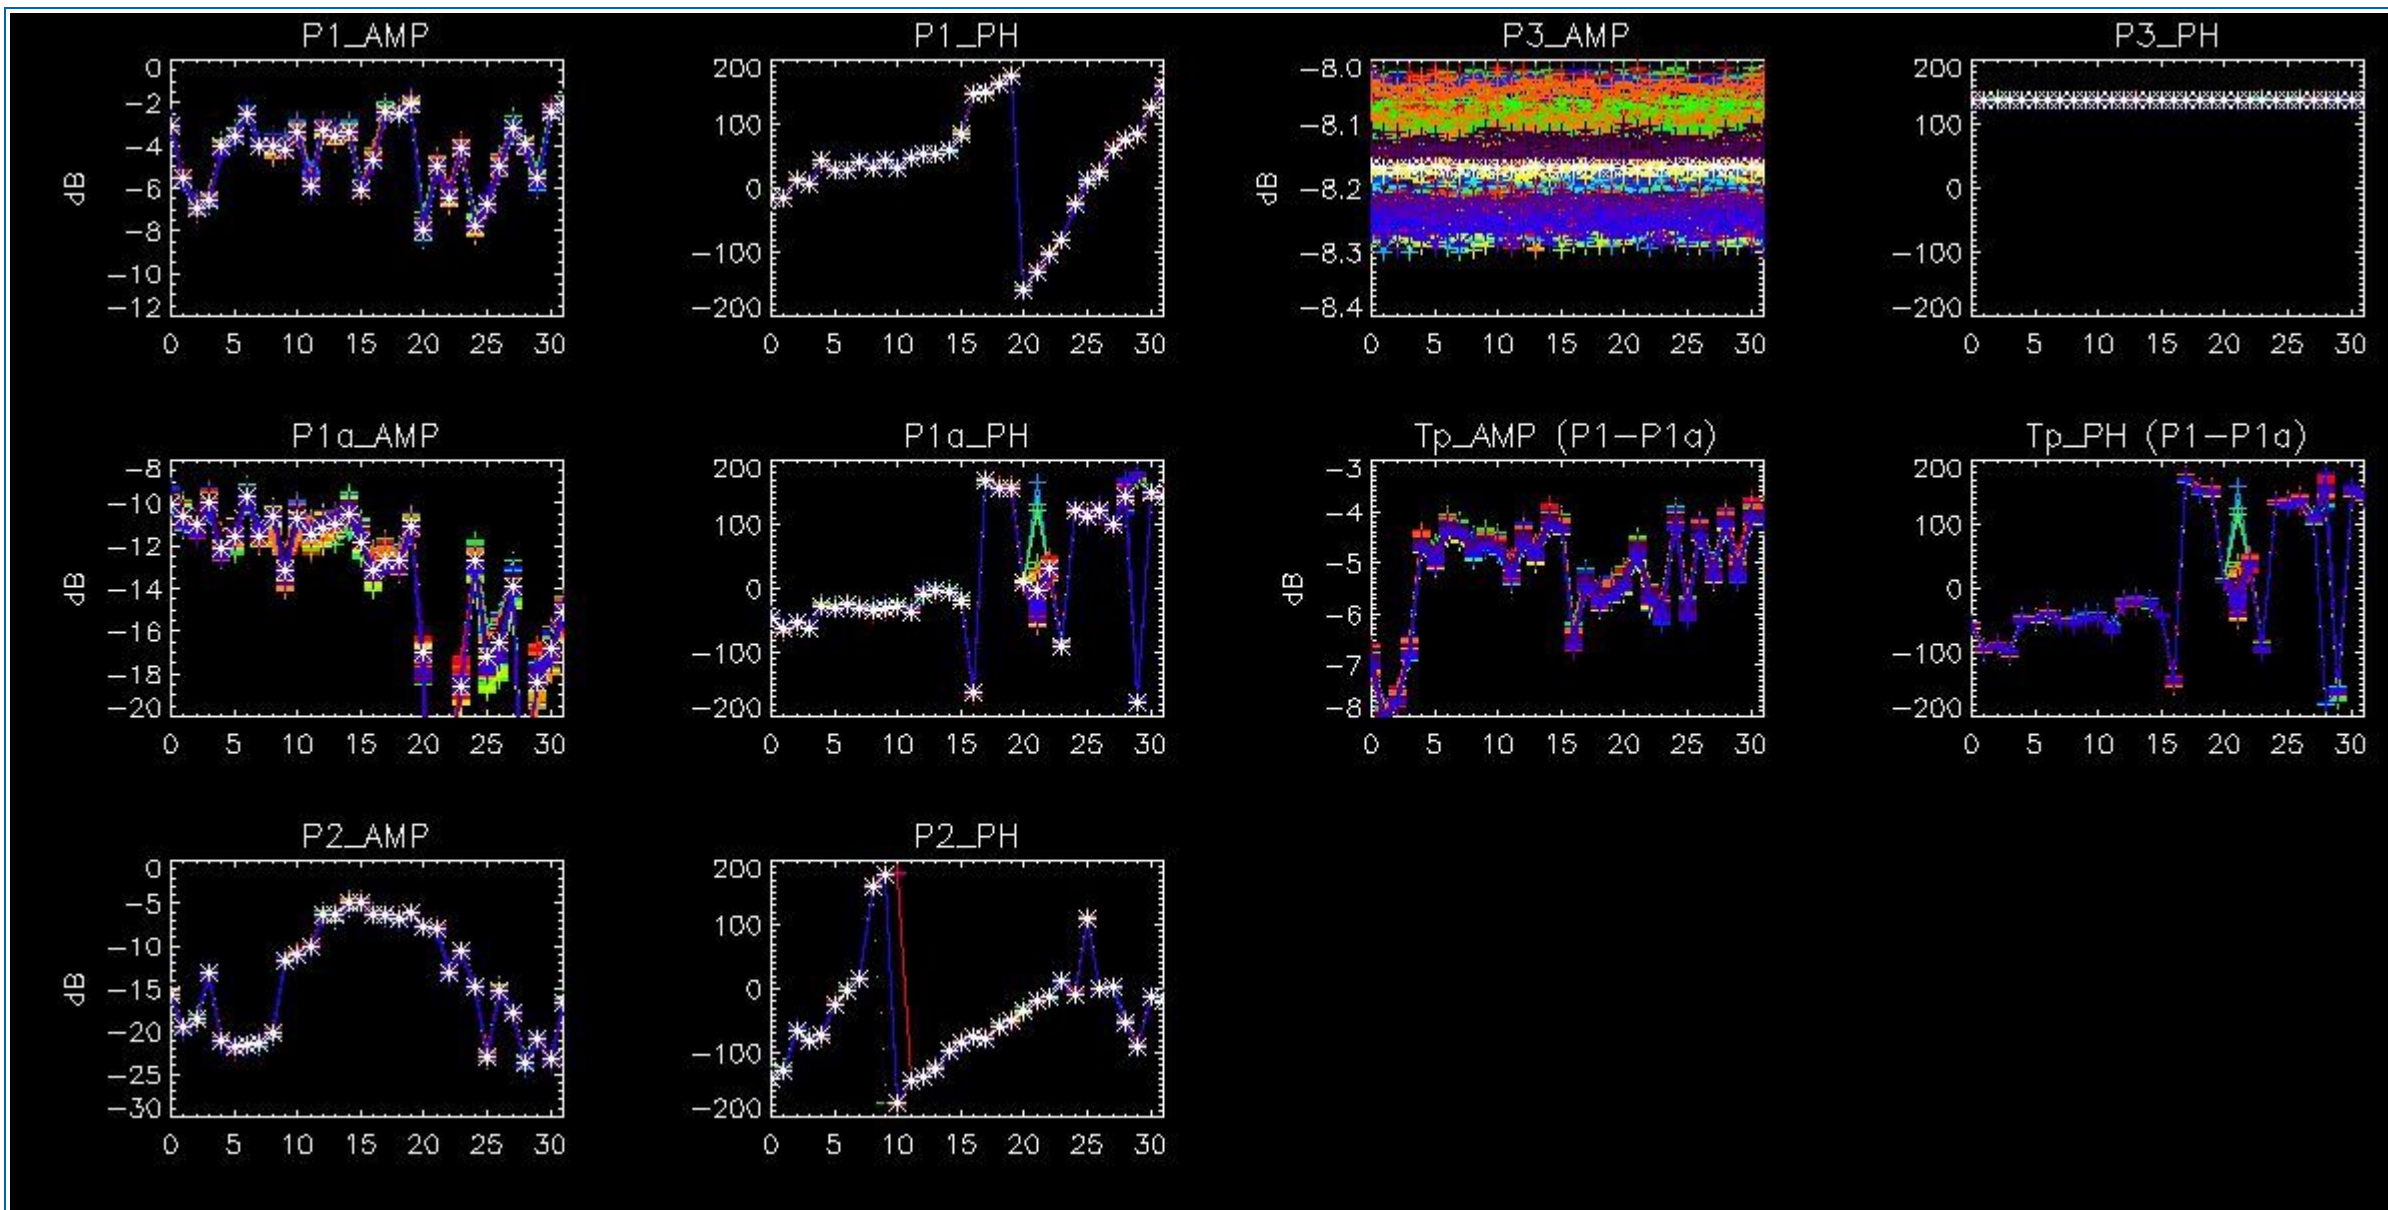 P1_AMP P1_PH P3_AMP P3_PH
0 200 -8.0 200
-2
-4 100 -8.1 100
dB -6 0 dB -8.2 0
-8
-10 -100 -8.3 -100
-12 -200 -8.4 -200
0 5 10 15 20 25 30 0 5 10 15 20 25 30 0 5 10 15 20 25 30 0 5 10 15 20 25 30
P1a_AMP P1a_PH Tp_AMP (P1-P1a) Tp_PH (P1-P1a)
-8 200 -3 200
-10 100 -4 100
-12
dB -14 0 dB -5 0
-16 -6
-18 -100 -7 -100
-20 -200 -8 -200
0 5 10 15 20 25 30 0 5 10 15 20 25 30 0 5 10 15 20 25 30 0 5 10 15 20 25 30
P2_AMP P2_PH
0 200
-5 100
-10
dB -15 0
-20
-25 -100
-30 -200
0 5 10 15 20 25 30 0 5 10 15 20 25 30